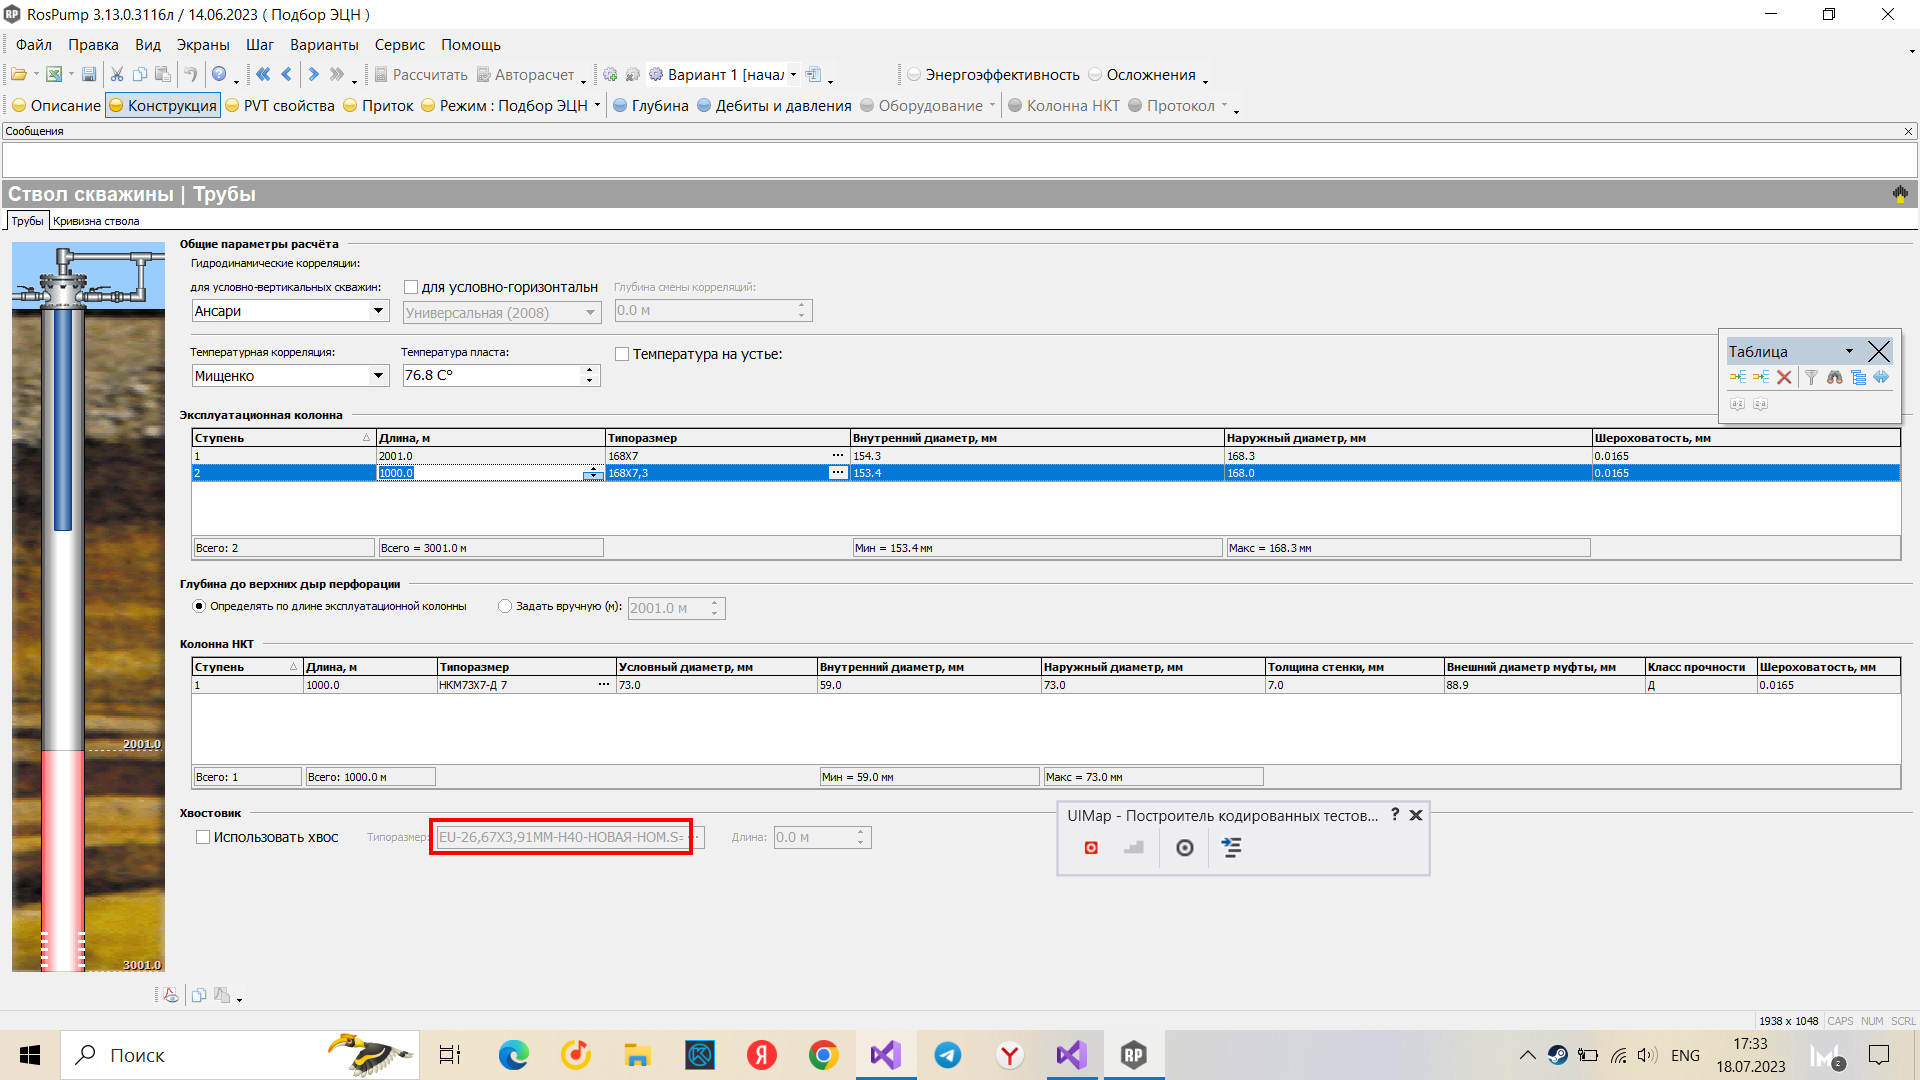 RosPump 3.13.0.3116л / 14.06.2023 ( Подбор ЭЦН )
Файл Правка Вид Экраны Шаг Варианты Сервис Помощь
Рассчитать Авторасчет Вариант 1 [начал Энергоэффективность Осложнения
Описание Конструкция PVT свойства Приток Режим : Подбор ЭЦН Глубина Дебиты и давления Оборудование Колонна НКТ Протокол
Сообщения
Ствол скважины | Трубы
Трубы Кривизна ствола
Общие параметры расчёта
Гидродинамические корреляции:
для условно-вертикальных скважин: для условно-горизонтальн Глубина смены корреляций:
Ансари Универсальная (2008) 0.0 м
Температурная корреляция: Температура пласта: Температура на устье:
Мищенко 76.8 C°
Таблица
a-z z-a
Эксплуатационная колонна
Ступень Длина, м Типоразмер Внутренний диаметр, мм Наружный диаметр, мм Шероховатость, мм
1 2001.0 168X7 ... 154.3 168.3 0.0165
2 1000.0 168X7,3 ... 153.4 168.0 0.0165
Всего: 2 Всего = 3001.0 м Мин = 153.4 мм Макс = 168.3 мм
Глубина до верхних дыр перфорации
Определять по длине эксплуатационной колонны Задать вручную (м): 2001.0 м
Колонна НКТ
Ступень Длина, м Типоразмер Условный диаметр, мм Внутренний диаметр, мм Наружный диаметр, мм Толщина стенки, мм Внешний диаметр муфты, мм Класс прочности Шероховатость, мм
1 1000.0 НКМ73X7-Д 7 ... 73.0 59.0 73.0 7.0 88.9 Д 0.0165
Всего: 1 Всего: 1000.0 м Мин = 59.0 мм Макс = 73.0 мм
2001.0
3001.0
Хвостовик
Использовать хвос Типоразмер: EU-26,67X3,91ММ-Н40-НОВАЯ-НОМ.S= Длина: 0.0 м
UIMap - Построитель кодированных тестов...
1938 x 1048 CAPS NUM SCRL
Поиск
ENG
17:33
18.07.2023
2